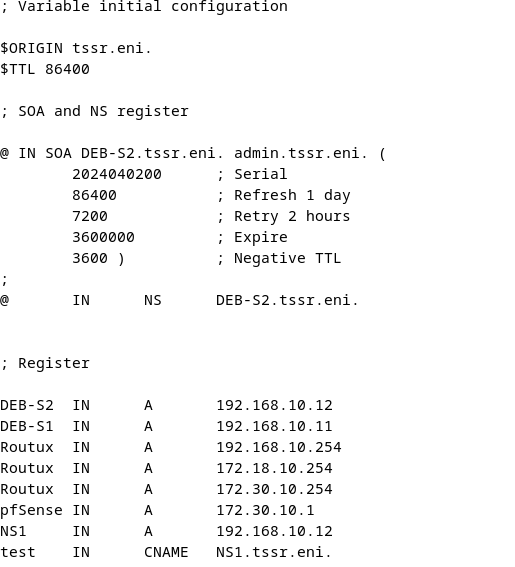 ; Variable initial configuration
$ORIGIN tssr.eni.
$TTL 86400
; SOA and NS register
@ IN SOA DEB-S2.tssr.eni. admin.tssr.eni. (
        2024040200      ; Serial
        86400           ; Refresh 1 day
        7200            ; Retry 2 hours
        3600000         ; Expire
        3600 )          ; Negative TTL
;
@       IN      NS      DEB-S2.tssr.eni.
; Register
DEB-S2  IN      A       192.168.10.12
DEB-S1  IN      A       192.168.10.11
Routux  IN      A       192.168.10.254
Routux  IN      A       172.18.10.254
Routux  IN      A       172.30.10.254
pfSense IN      A       172.30.10.1
NS1     IN      A       192.168.10.12
test    IN      CNAME   NS1.tssr.eni.